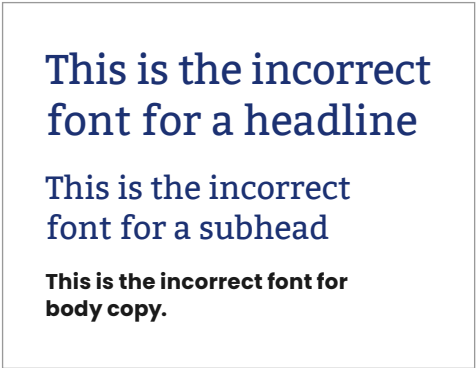 This is the incorrect
font for a headline
This is the incorrect
font for a subhead
This is the incorrect font for
body copy.